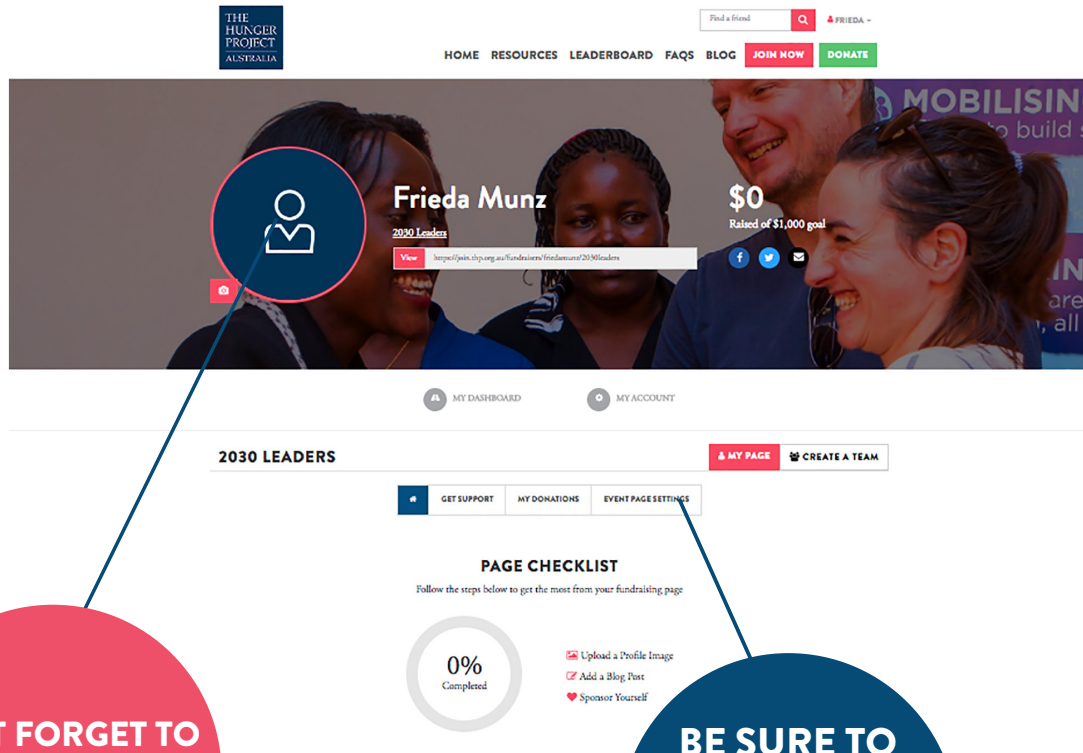 THE
HUNGER
PROJECT
AUSTRALIA
Find a friend
FRIEDA
HOME RESOURCES LEADERBOARD FAQS BLOG JOIN NOW DONATE
MOBILISIN
to build s
Frieda Munz
2030 Leaders
View https://join.thp.org.au/fundraisers/friedamunz/2030leaders
$0
Raised of $1,000 goal
IN
are
, all
MY DASHBOARD MY ACCOUNT
2030 LEADERS
MY PAGE CREATE A TEAM
GET SUPPORT MY DONATIONS EVENT PAGE SETTINGS
PAGE CHECKLIST
Follow the steps below to get the most from your fundraising page
0%
Completed
Upload a Profile Image
Add a Blog Post
Sponsor Yourself
T FORGET TO
BE SURE TO